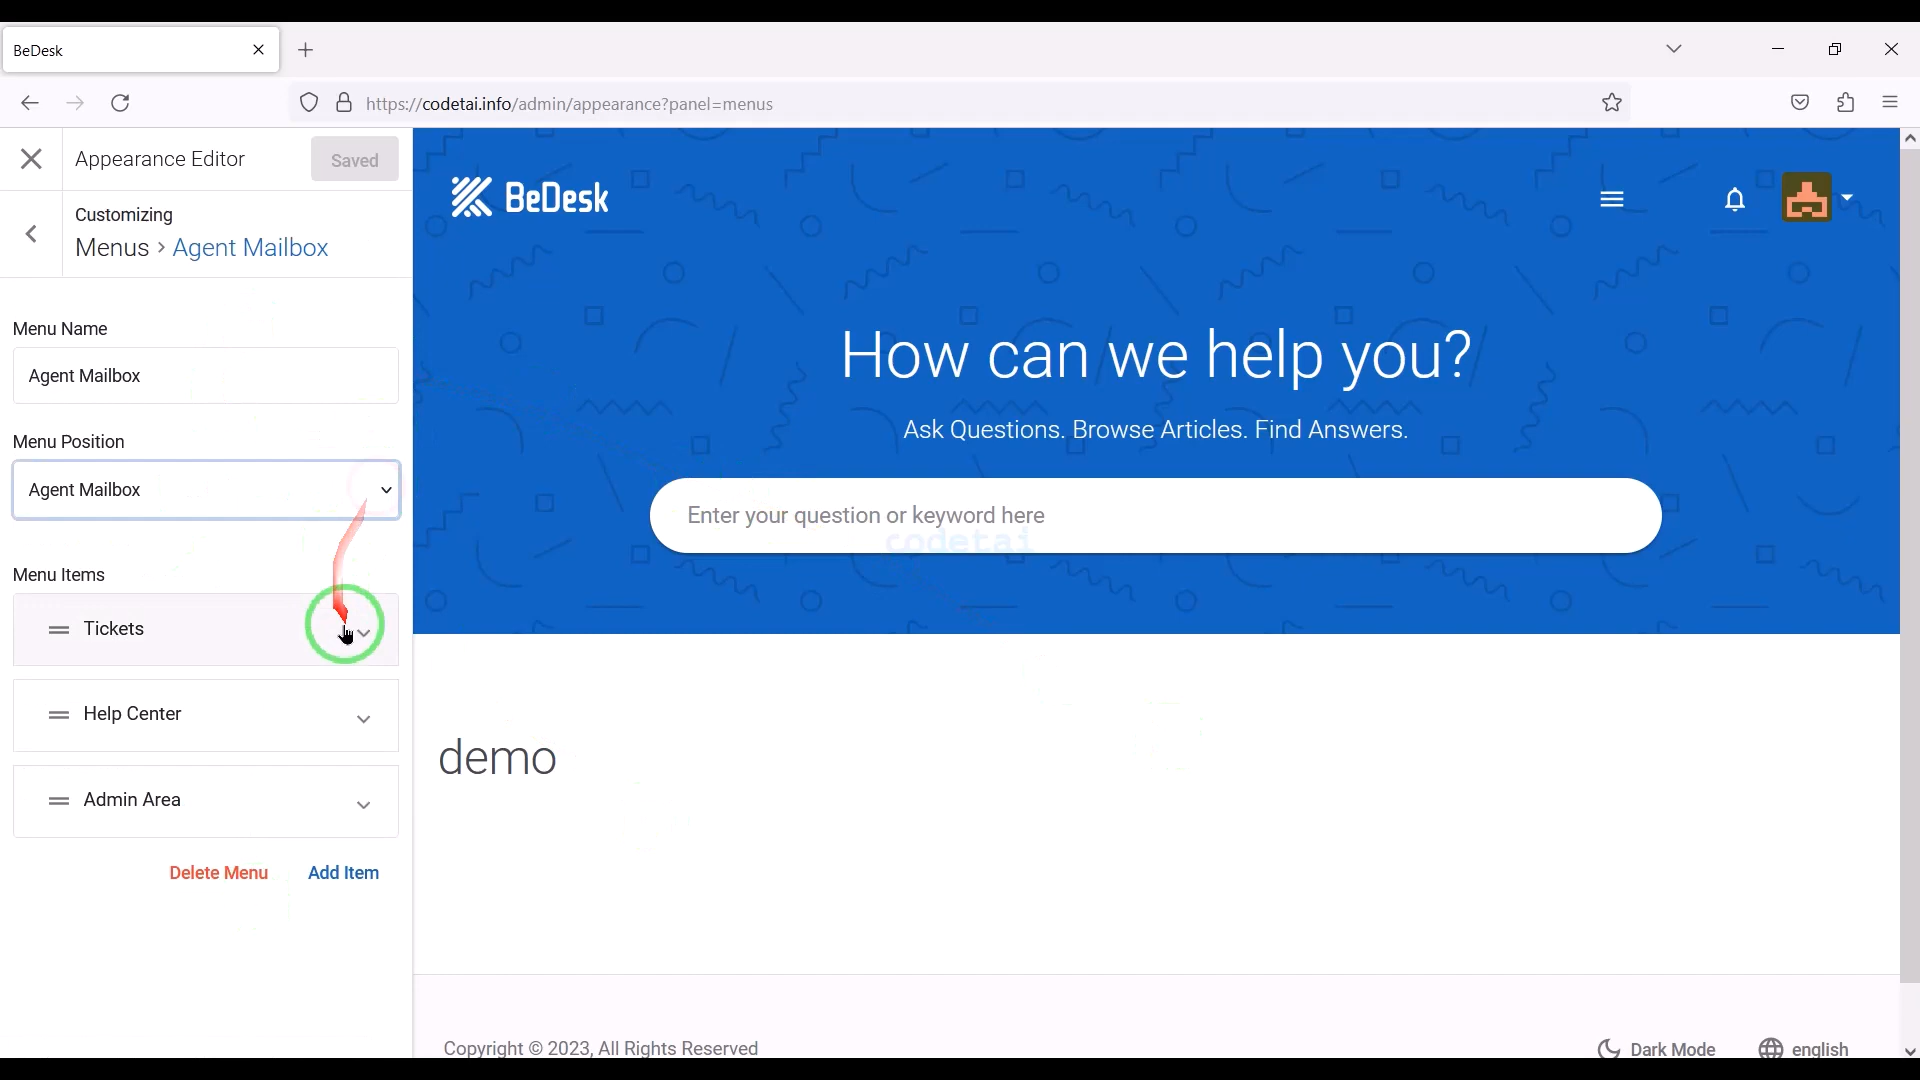 BeDesk
https://codetai.info/admin/appearance?panel=menus
Appearance Editor
Saved
Customizing
Menus > Agent Mailbox
Menu Name
Agent Mailbox
Menu Position
Agent Mailbox
Menu Items
Tickets
Help Center
Admin Area
Delete Menu Add Item
BeDesk
How can we help you?
Ask Questions. Browse Articles. Find Answers.
Enter your question or keyword here
codetai
demo
Copyright © 2023, All Rights Reserved
Dark Mode english